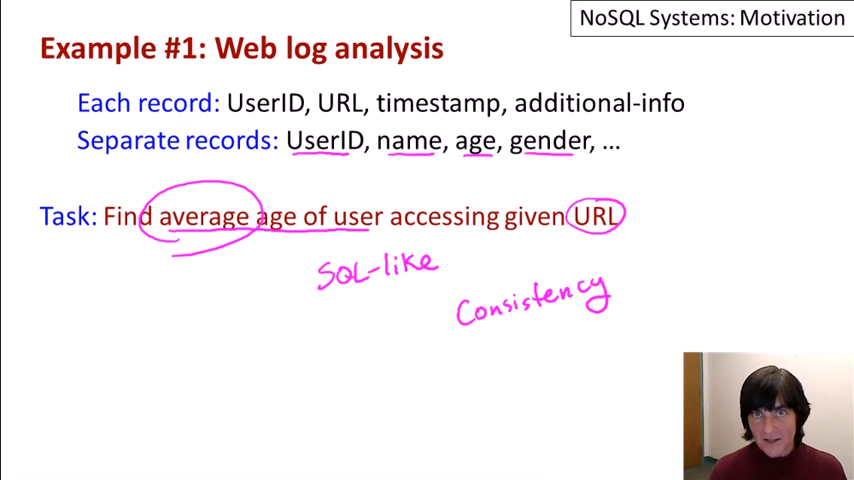 NoSQL Systems: Motivation
Example #1: Web log analysis
Each record: UserID, URL, timestamp, additional-info
Separate records: UserID, name, age, gender, ...
Task: Find average age of user accessing given URL
SQL-like
Consistency